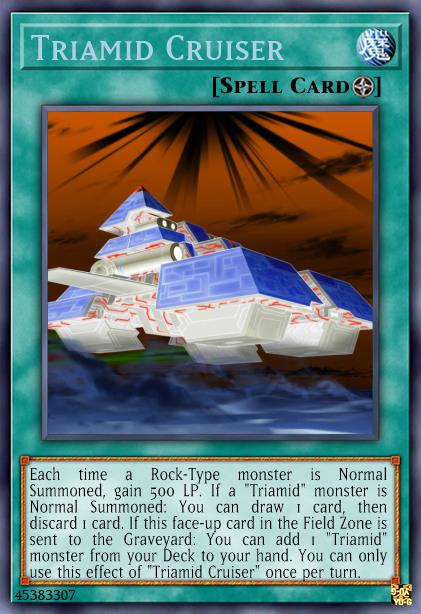 Triamid Cruiser
魔
[Spell Card]
Each time a Rock-Type monster is Normal
Summoned, gain 500 LP. If a "Triamid" monster is
Normal Summoned: You can draw 1 card, then
discard 1 card. If this face-up card in the Field Zone is
sent to the Graveyard: You can add 1 "Triamid"
monster from your Deck to your hand. You can only
use this effect of "Triamid Cruiser" once per turn.
45383307